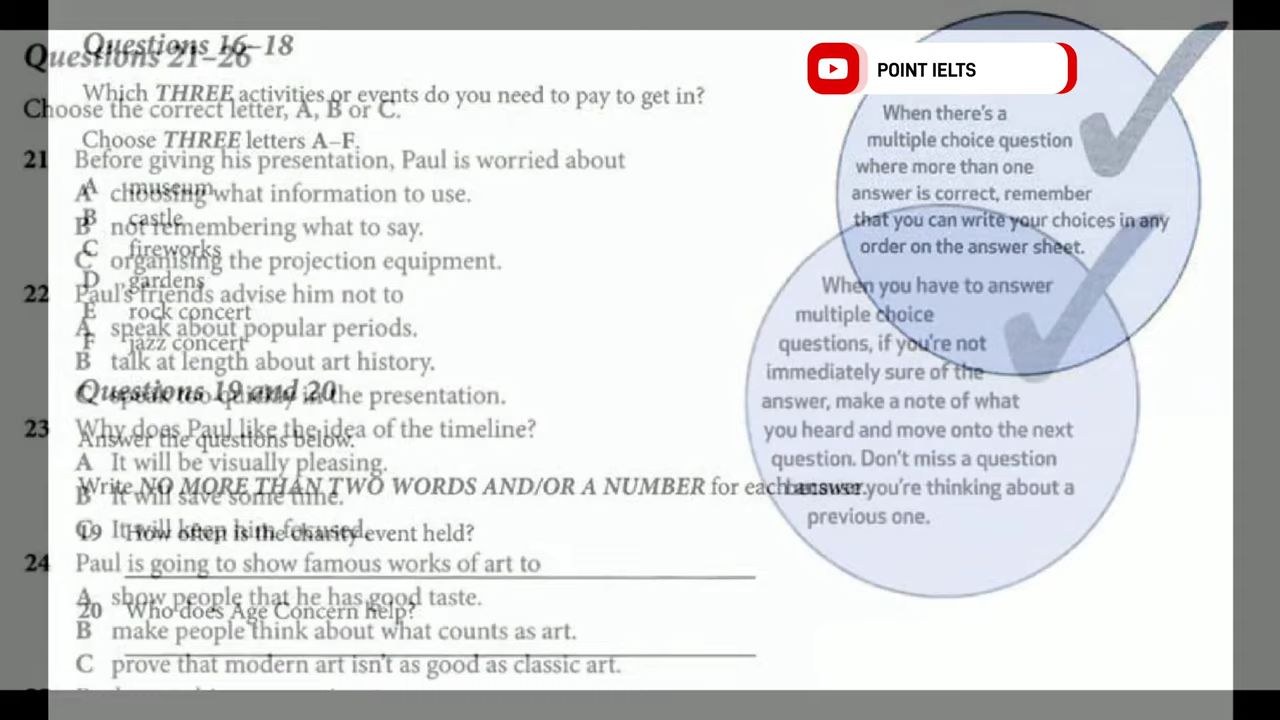 Questions 16–18
Which THREE activities or events do you need to pay to get in?
Choose THREE letters A–F.
A museum
B castle
C fireworks
D gardens
E rock concert
F jazz concert
Questions 19 and 20
Answer the questions below.
Write NO MORE THAN TWO WORDS AND/OR A NUMBER for each answer.
19 How often is the charity event held?
20 Who does Age Concern help?
Questions 21–26
Choose the correct letter, A, B or C.
21 Before giving his presentation, Paul is worried about
A choosing what information to use.
B not remembering what to say.
C organising the projection equipment.
22 Paul's friends advise him not to
A speak about popular periods.
B talk at length about art history.
C speak too quickly in the presentation.
23 Why does Paul like the idea of the timeline?
A It will be visually pleasing.
B It will save some time.
C It will keep him focused.
24 Paul is going to show famous works of art to
A show people that he has good taste.
B make people think about what counts as art.
C prove that modern art isn't as good as classic art.
POINT IELTS
When there's a
multiple choice question
where more than one
answer is correct, remember
that you can write your choices in any
order on the answer sheet.
When you have to answer
multiple choice
questions, if you're not
immediately sure of the
answer, make a note of what
you heard and move onto the next
question. Don't miss a question
because you're thinking about a
previous one.